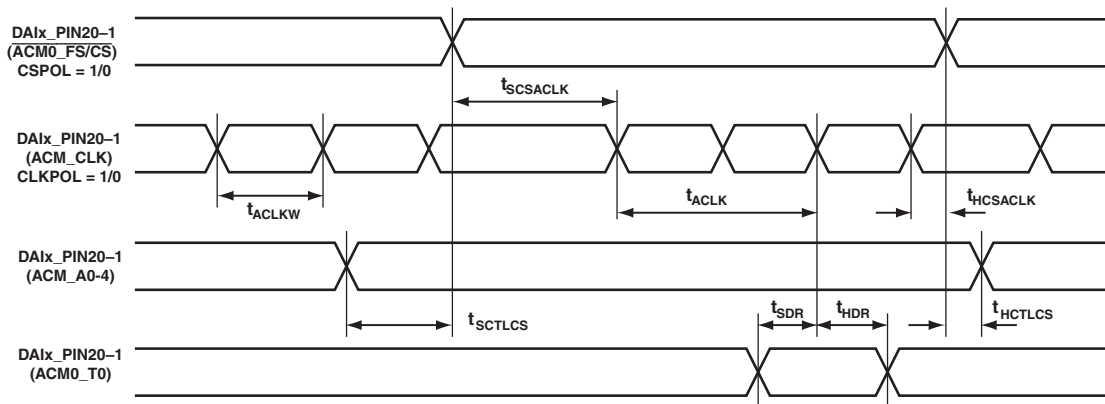 DAIx_PIN20–1
(ACM0_FS/CS)
CSPOL = 1/0
tSCSACLK
DAIx_PIN20–1
(ACM_CLK)
CLKPOL = 1/0
tACLKW
tACLK
tHCSACLK
DAIx_PIN20–1
(ACM_A0-4)
tSCTLCS
tSDR
tHDR
tHCTLCS
DAIx_PIN20–1
(ACM0_T0)